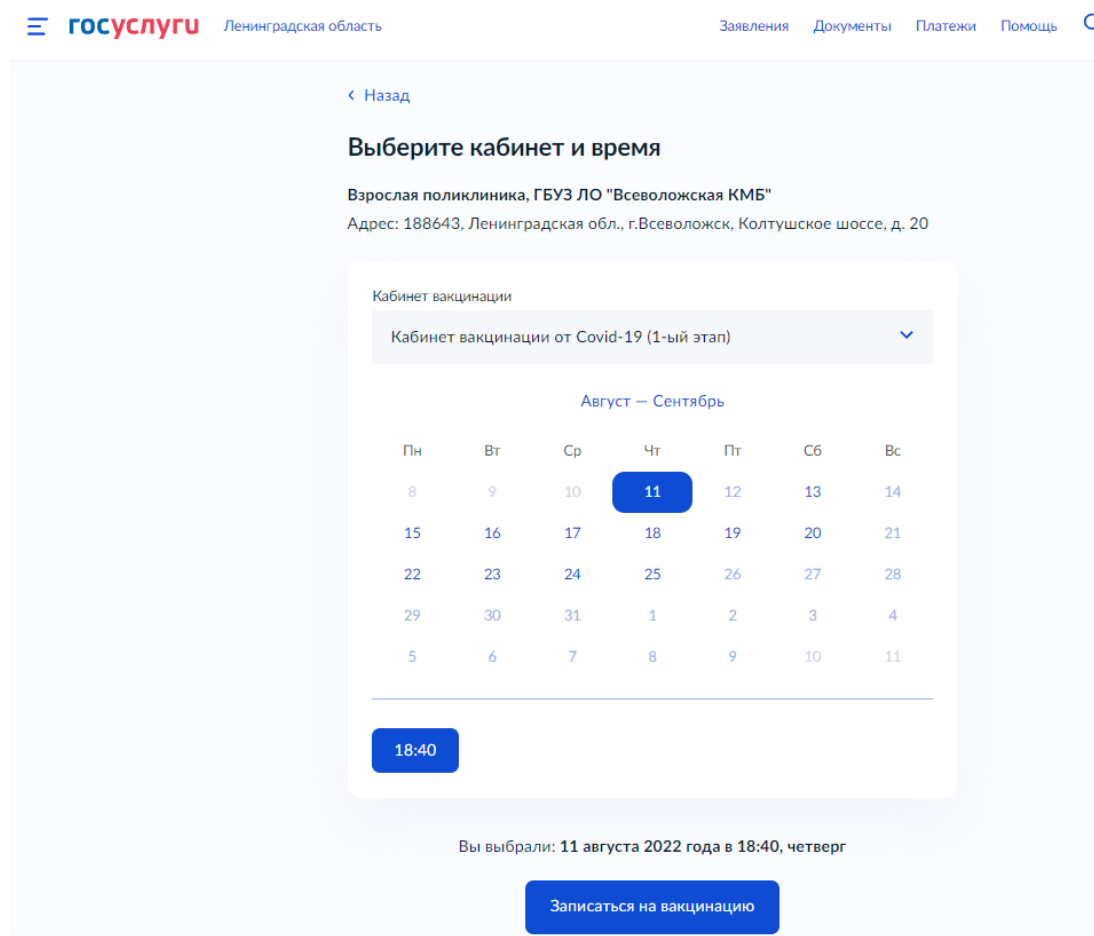 госуслуги Ленинградская область Заявления Документы Платежи Помощь
Назад
Выберите кабинет и время
Взрослая поликлиника, ГБУЗ ЛО "Всеволожская КМБ"
Адрес: 188643, Ленинградская обл., г.Всеволожск, Колтушское шоссе, д. 20
Кабинет вакцинации
Кабинет вакцинации от Covid-19 (1-ый этап)
Август — Сентябрь
Пн Вт Ср Чт Пт Сб Вс
8 9 10 11 12 13 14
15 16 17 18 19 20 21
22 23 24 25 26 27 28
29 30 31 1 2 3 4
5 6 7 8 9 10 11
18:40
Вы выбрали: 11 августа 2022 года в 18:40, четверг
Записаться на вакцинацию